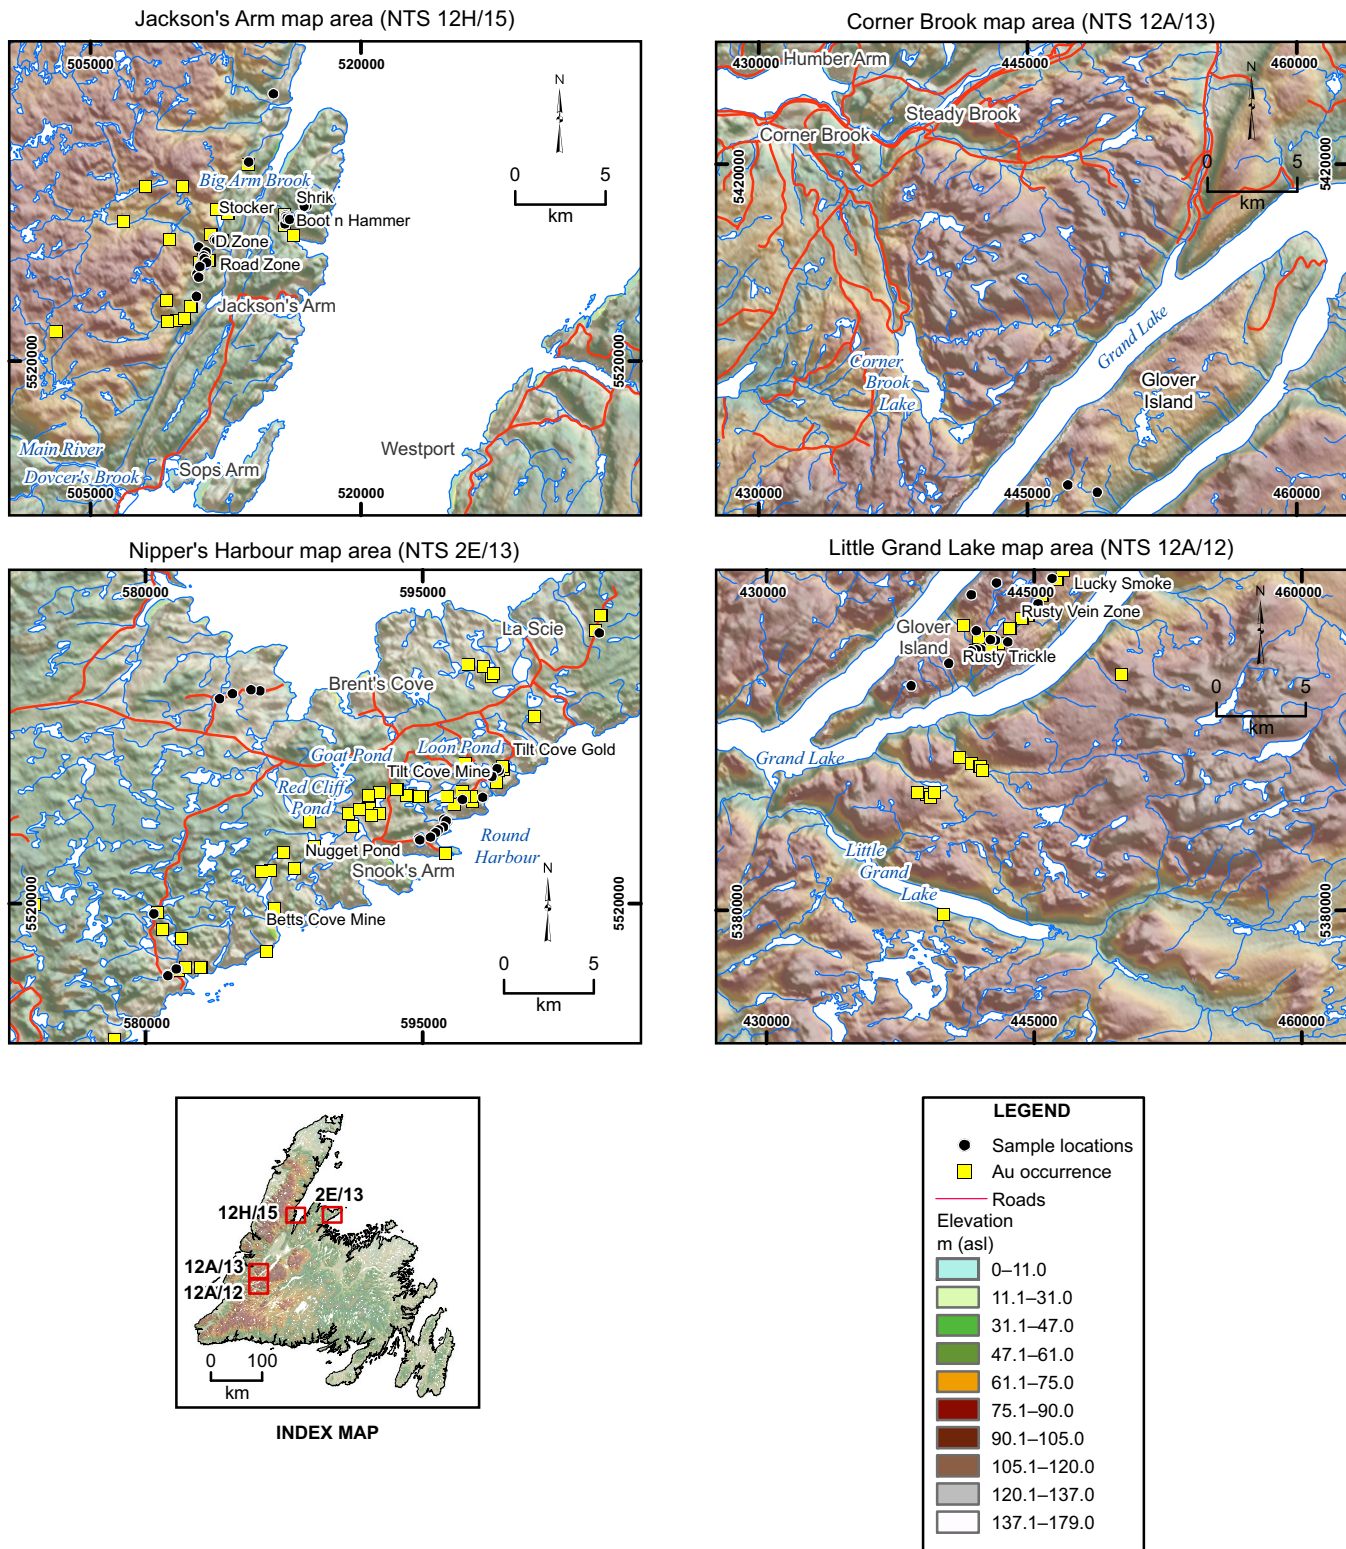 Jackson's Arm map area (NTS 12H/15)
505000
520000
N
0 5
km
Big Arm Brook
Shrik
Stocker
Boot n Hammer
D Zone
Road Zone
Jackson's Arm
5520000
5520000
Westport
Main River
Sops Arm
Dovcer's Brook
505000
520000
Corner Brook map area (NTS 12A/13)
430000
Humber Arm
445000
460000
N
Steady Brook
Corner Brook
5420000
0 5
km
5420000
Grand Lake
Corner
Brook
Lake
Glover
Island
430000
445000
460000
Nipper's Harbour map area (NTS 2E/13)
580000
595000
La Scie
Brent's Cove
Goat Pond
Loon Pond
Tilt Cove Gold
Tilt Cove Mine
Red Cliff
Pond
Round
Harbour
Nugget Pond
Snook's Arm
N
5520000
Betts Cove Mine
5520000
0 5
km
580000
595000
Little Grand Lake map area (NTS 12A/12)
430000
445000
Lucky Smoke
460000
Rusty Vein Zone
N
Glover
Island
Rusty Trickle
0 5
km
Grand Lake
Little
Grand
Lake
5380000
5380000
430000
445000
460000
2E/13
12H/15
12A/13
12A/12
0 100
km
INDEX MAP
LEGEND
Sample locations
Au occurrence
Roads
Elevation
m (asl)
0–11.0
11.1–31.0
31.1–47.0
47.1–61.0
61.1–75.0
75.1–90.0
90.1–105.0
105.1–120.0
120.1–137.0
137.1–179.0